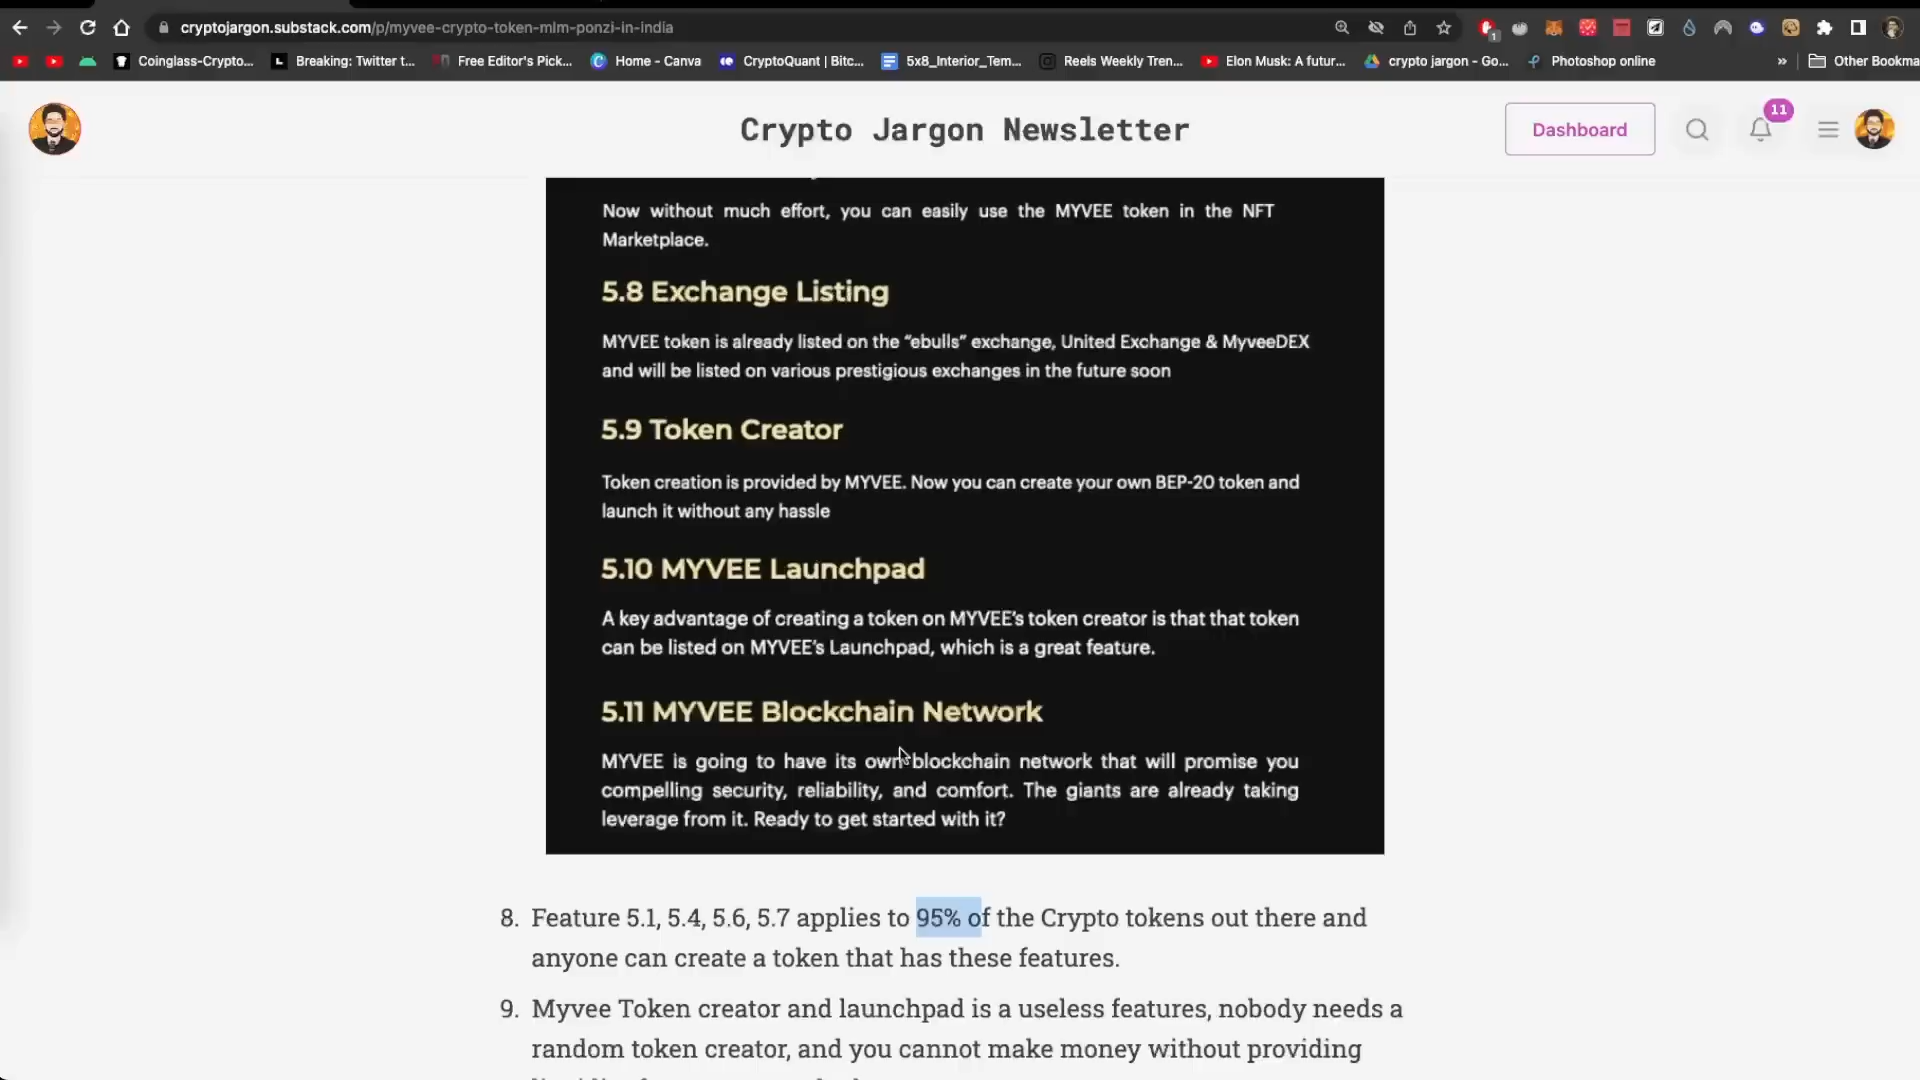 cryptojargon.substack.com/p/myvee-crypto-token-mlm-ponzi-in-india
1
Coinglass-Crypto... Breaking: Twitter t... Free Editor's Pick... Home - Canva CryptoQuant | Bitc... 5x8_Interior_Tem... Reels Weekly Tren... Elon Musk: A futur... crypto jargon - Go... Photoshop online » Other Bookma
Crypto Jargon Newsletter
Dashboard
11
Now without much effort, you can easily use the MYVEE token in the NFT
Marketplace.
5.8 Exchange Listing
MYVEE token is already listed on the “ebulls” exchange, United Exchange & MyveeDEX
and will be listed on various prestigious exchanges in the future soon
5.9 Token Creator
Token creation is provided by MYVEE. Now you can create your own BEP-20 token and
launch it without any hassle
5.10 MYVEE Launchpad
A key advantage of creating a token on MYVEE's token creator is that that token
can be listed on MYVEE's Launchpad, which is a great feature.
5.11 MYVEE Blockchain Network
MYVEE is going to have its own blockchain network that will promise you
compelling security, reliability, and comfort. The giants are already taking
leverage from it. Ready to get started with it?
8. Feature 5.1, 5.4, 5.6, 5.7 applies to 95% of the Crypto tokens out there and
anyone can create a token that has these features.
9. Myvee Token creator and launchpad is a useless features, nobody needs a
random token creator, and you cannot make money without providing